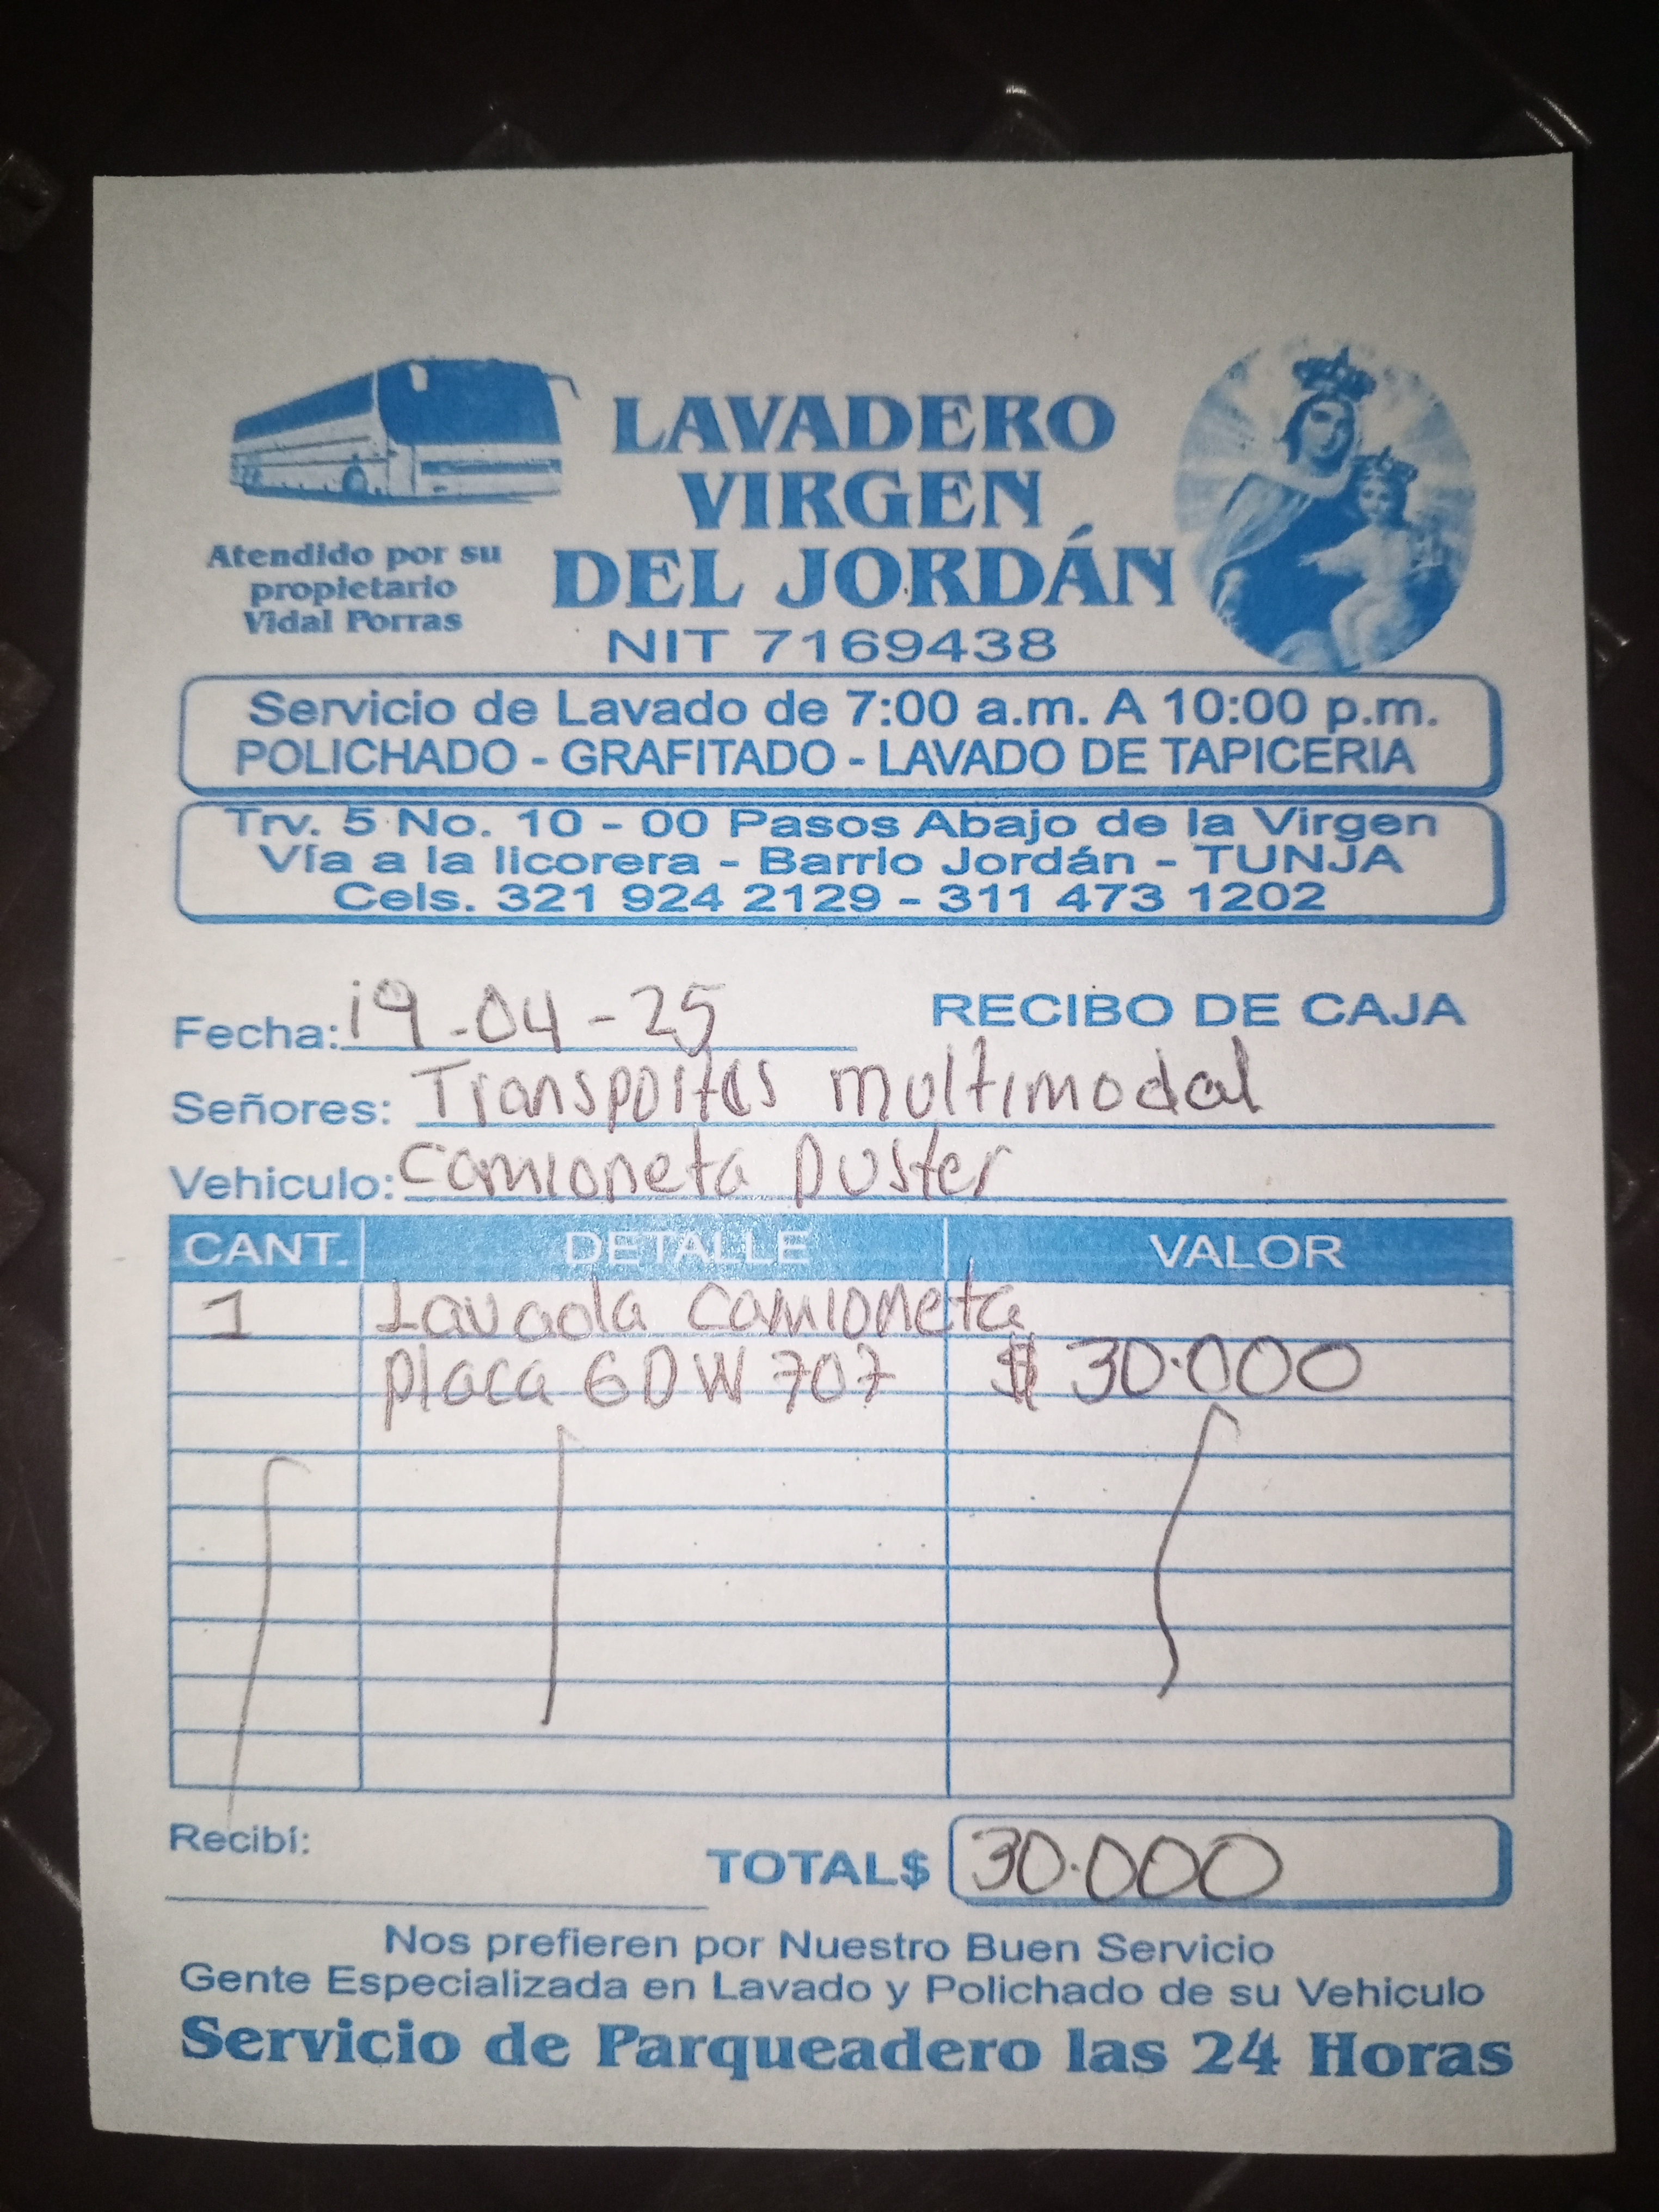 LAVADERO
VIRGEN
DEL JORDÁN
NIT 7169438
Atendido por su
propietario
Vidal Porras
Servicio de Lavado de 7:00 a.m. A 10:00 p.m.
POLICHADO - GRAFITADO - LAVADO DE TAPICERIA
Trv. 5 No. 10 - 00 Pasos Abajo de la Virgen
Vía a la licorera - Barrio Jordán - TUNJA
Cels. 321 924 2129 - 311 473 1202
Fecha: 19-04-25 RECIBO DE CAJA
Señores: Transportes multimodal
Vehiculo: camioneta Duster
CANT. DETALLE VALOR
1 Lavada camioneta
placa GDW 707 $ 30.000
Recibí:
TOTAL$ 30.000
Nos prefieren por Nuestro Buen Servicio
Gente Especializada en Lavado y Polichado de su Vehiculo
Servicio de Parqueadero las 24 Horas